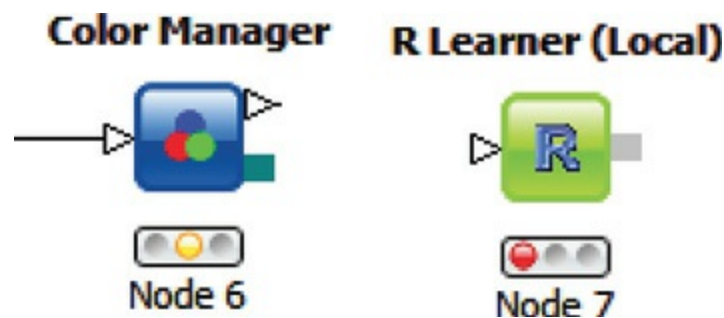 Color Manager
R Learner (Local)
R
Node 6
Node 7